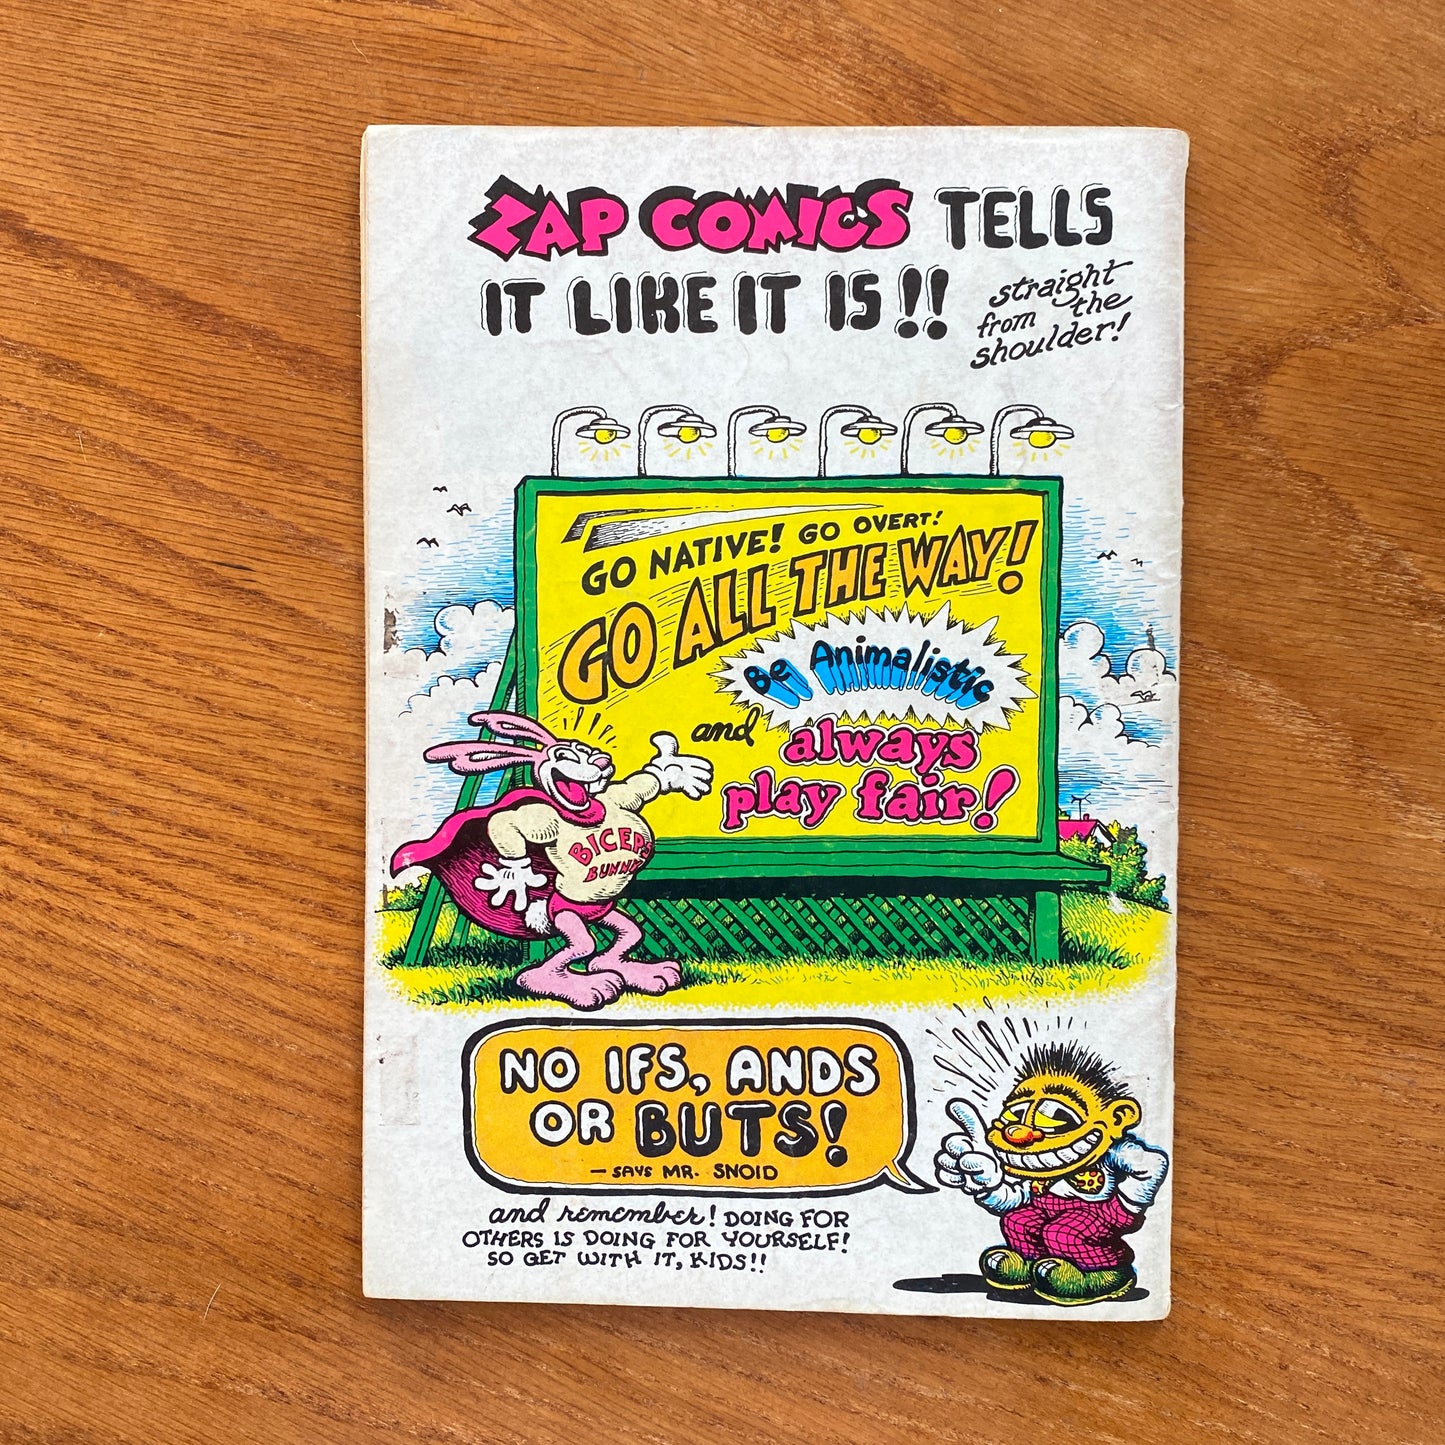 ZAP COMICS TELLS
IT LIKE IT IS!!
straight
from the
shoulder!
GO NATIVE! GO OVERT!
GO ALL THE WAY!
Be Animalistic
and always
play fair!
BICEPS
BUNNY
NO IFS, ANDS
OR BUTS!
— SAYS MR. SNOID
and remember! DOING FOR
OTHERS IS DOING FOR YOURSELF!
SO GET WITH IT, KIDS!!